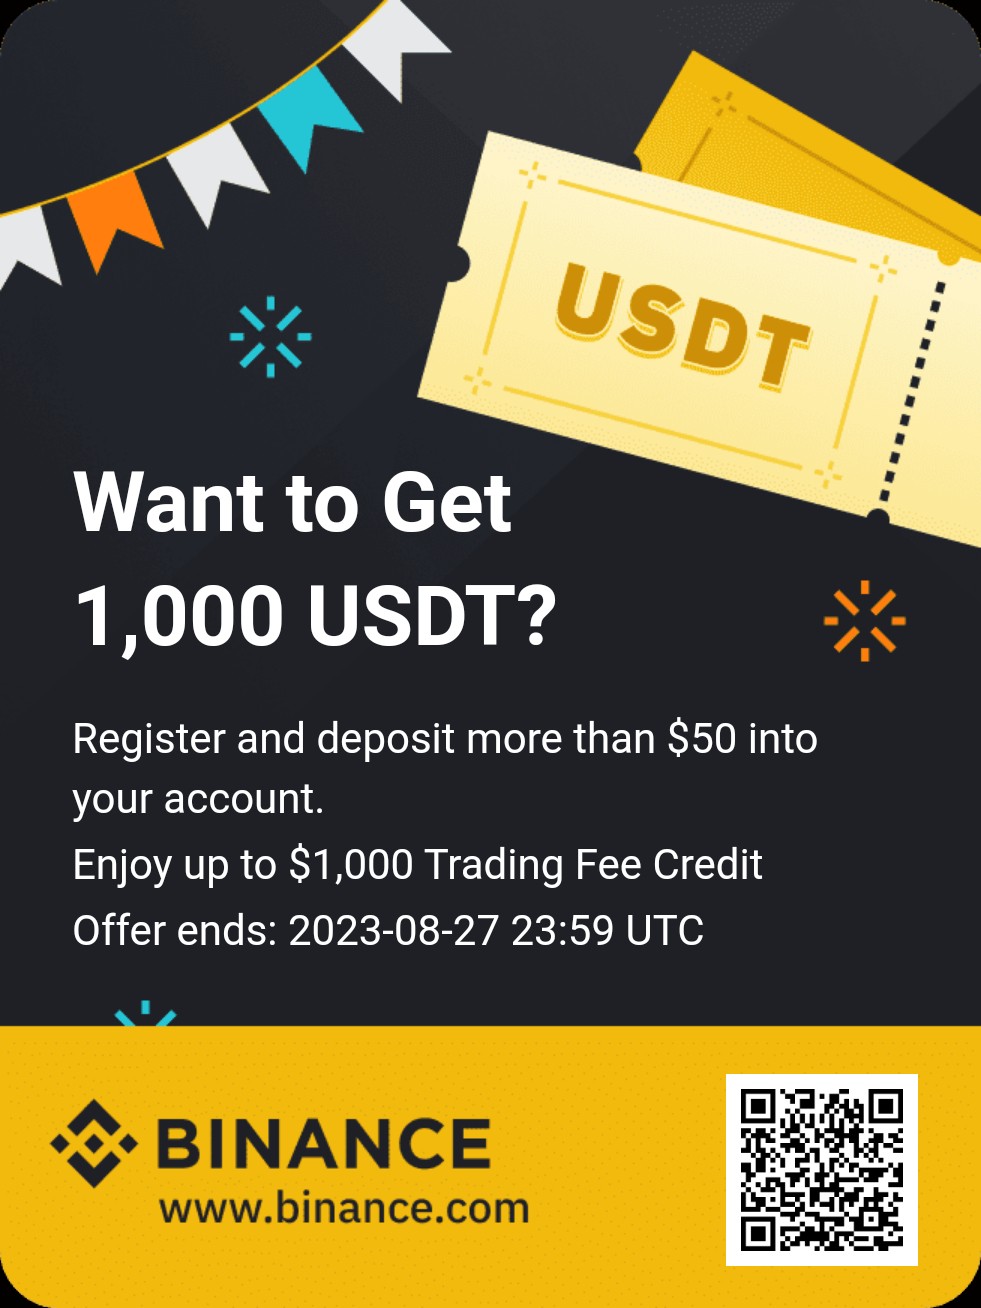 USDT
Want to Get
1,000 USDT?
Register and deposit more than $50 into
your account.
Enjoy up to $1,000 Trading Fee Credit
Offer ends: 2023-08-27 23:59 UTC
BINANCE
www.binance.com